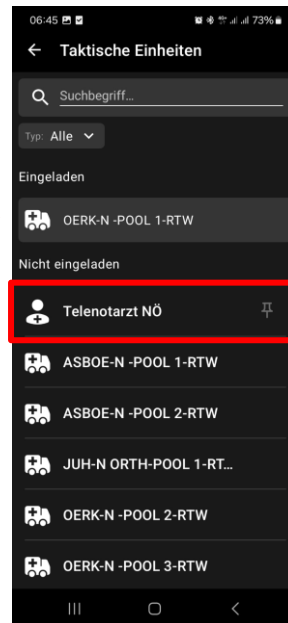 06:45 73%
Taktische Einheiten
Suchbegriff...
Typ: Alle
Eingeladen
OERK-N -POOL 1-RTW
Nicht eingeladen
Telenotarzt NÖ
ASBOE-N -POOL 1-RTW
ASBOE-N -POOL 2-RTW
JUH-N ORTH-POOL 1-RT...
OERK-N -POOL 2-RTW
OERK-N -POOL 3-RTW